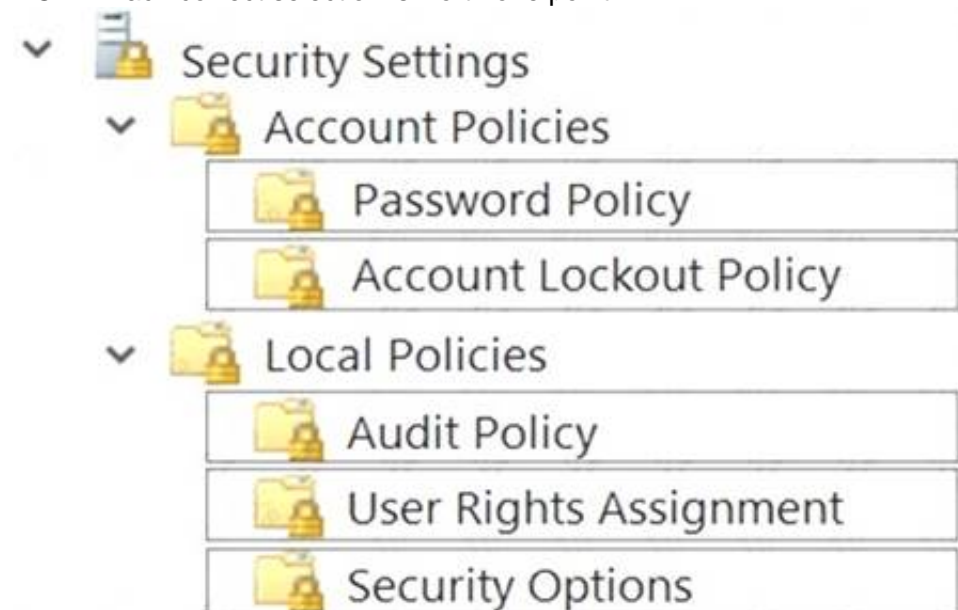 Security Settings
Account Policies
Password Policy
Account Lockout Policy
Local Policies
Audit Policy
User Rights Assignment
Security Options